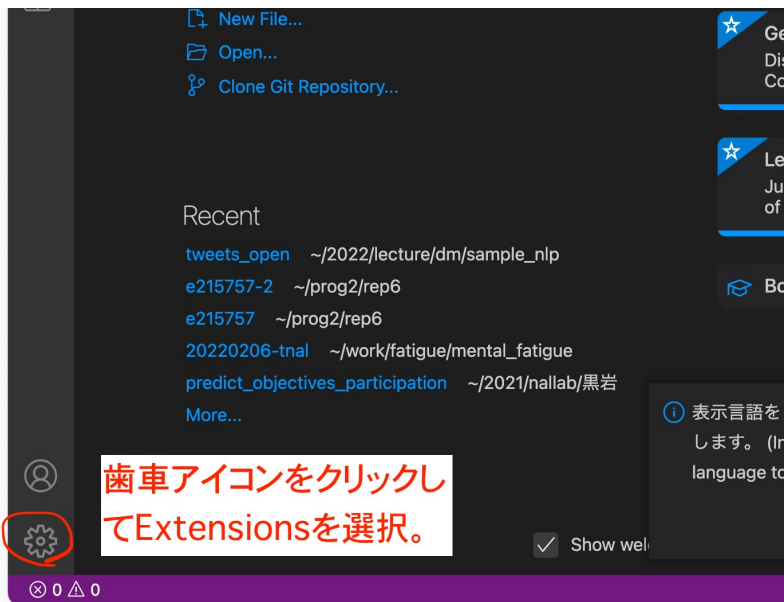 New File...
Open...
Clone Git Repository...
Recent
tweets_open ~/2022/lecture/dm/sample_nlp
e215757-2 ~/prog2/rep6
e215757 ~/prog2/rep6
20220206-tnal ~/work/fatigue/mental_fatigue
predict_objectives_participation ~/2021/nallab/黒岩
More...
歯車アイコンをクリックし
てExtensionsを選択。
Show wel
0 0
Ge
Dis
Co
Le
Ju
of
Bo
表示言語を
します。 (In
language to